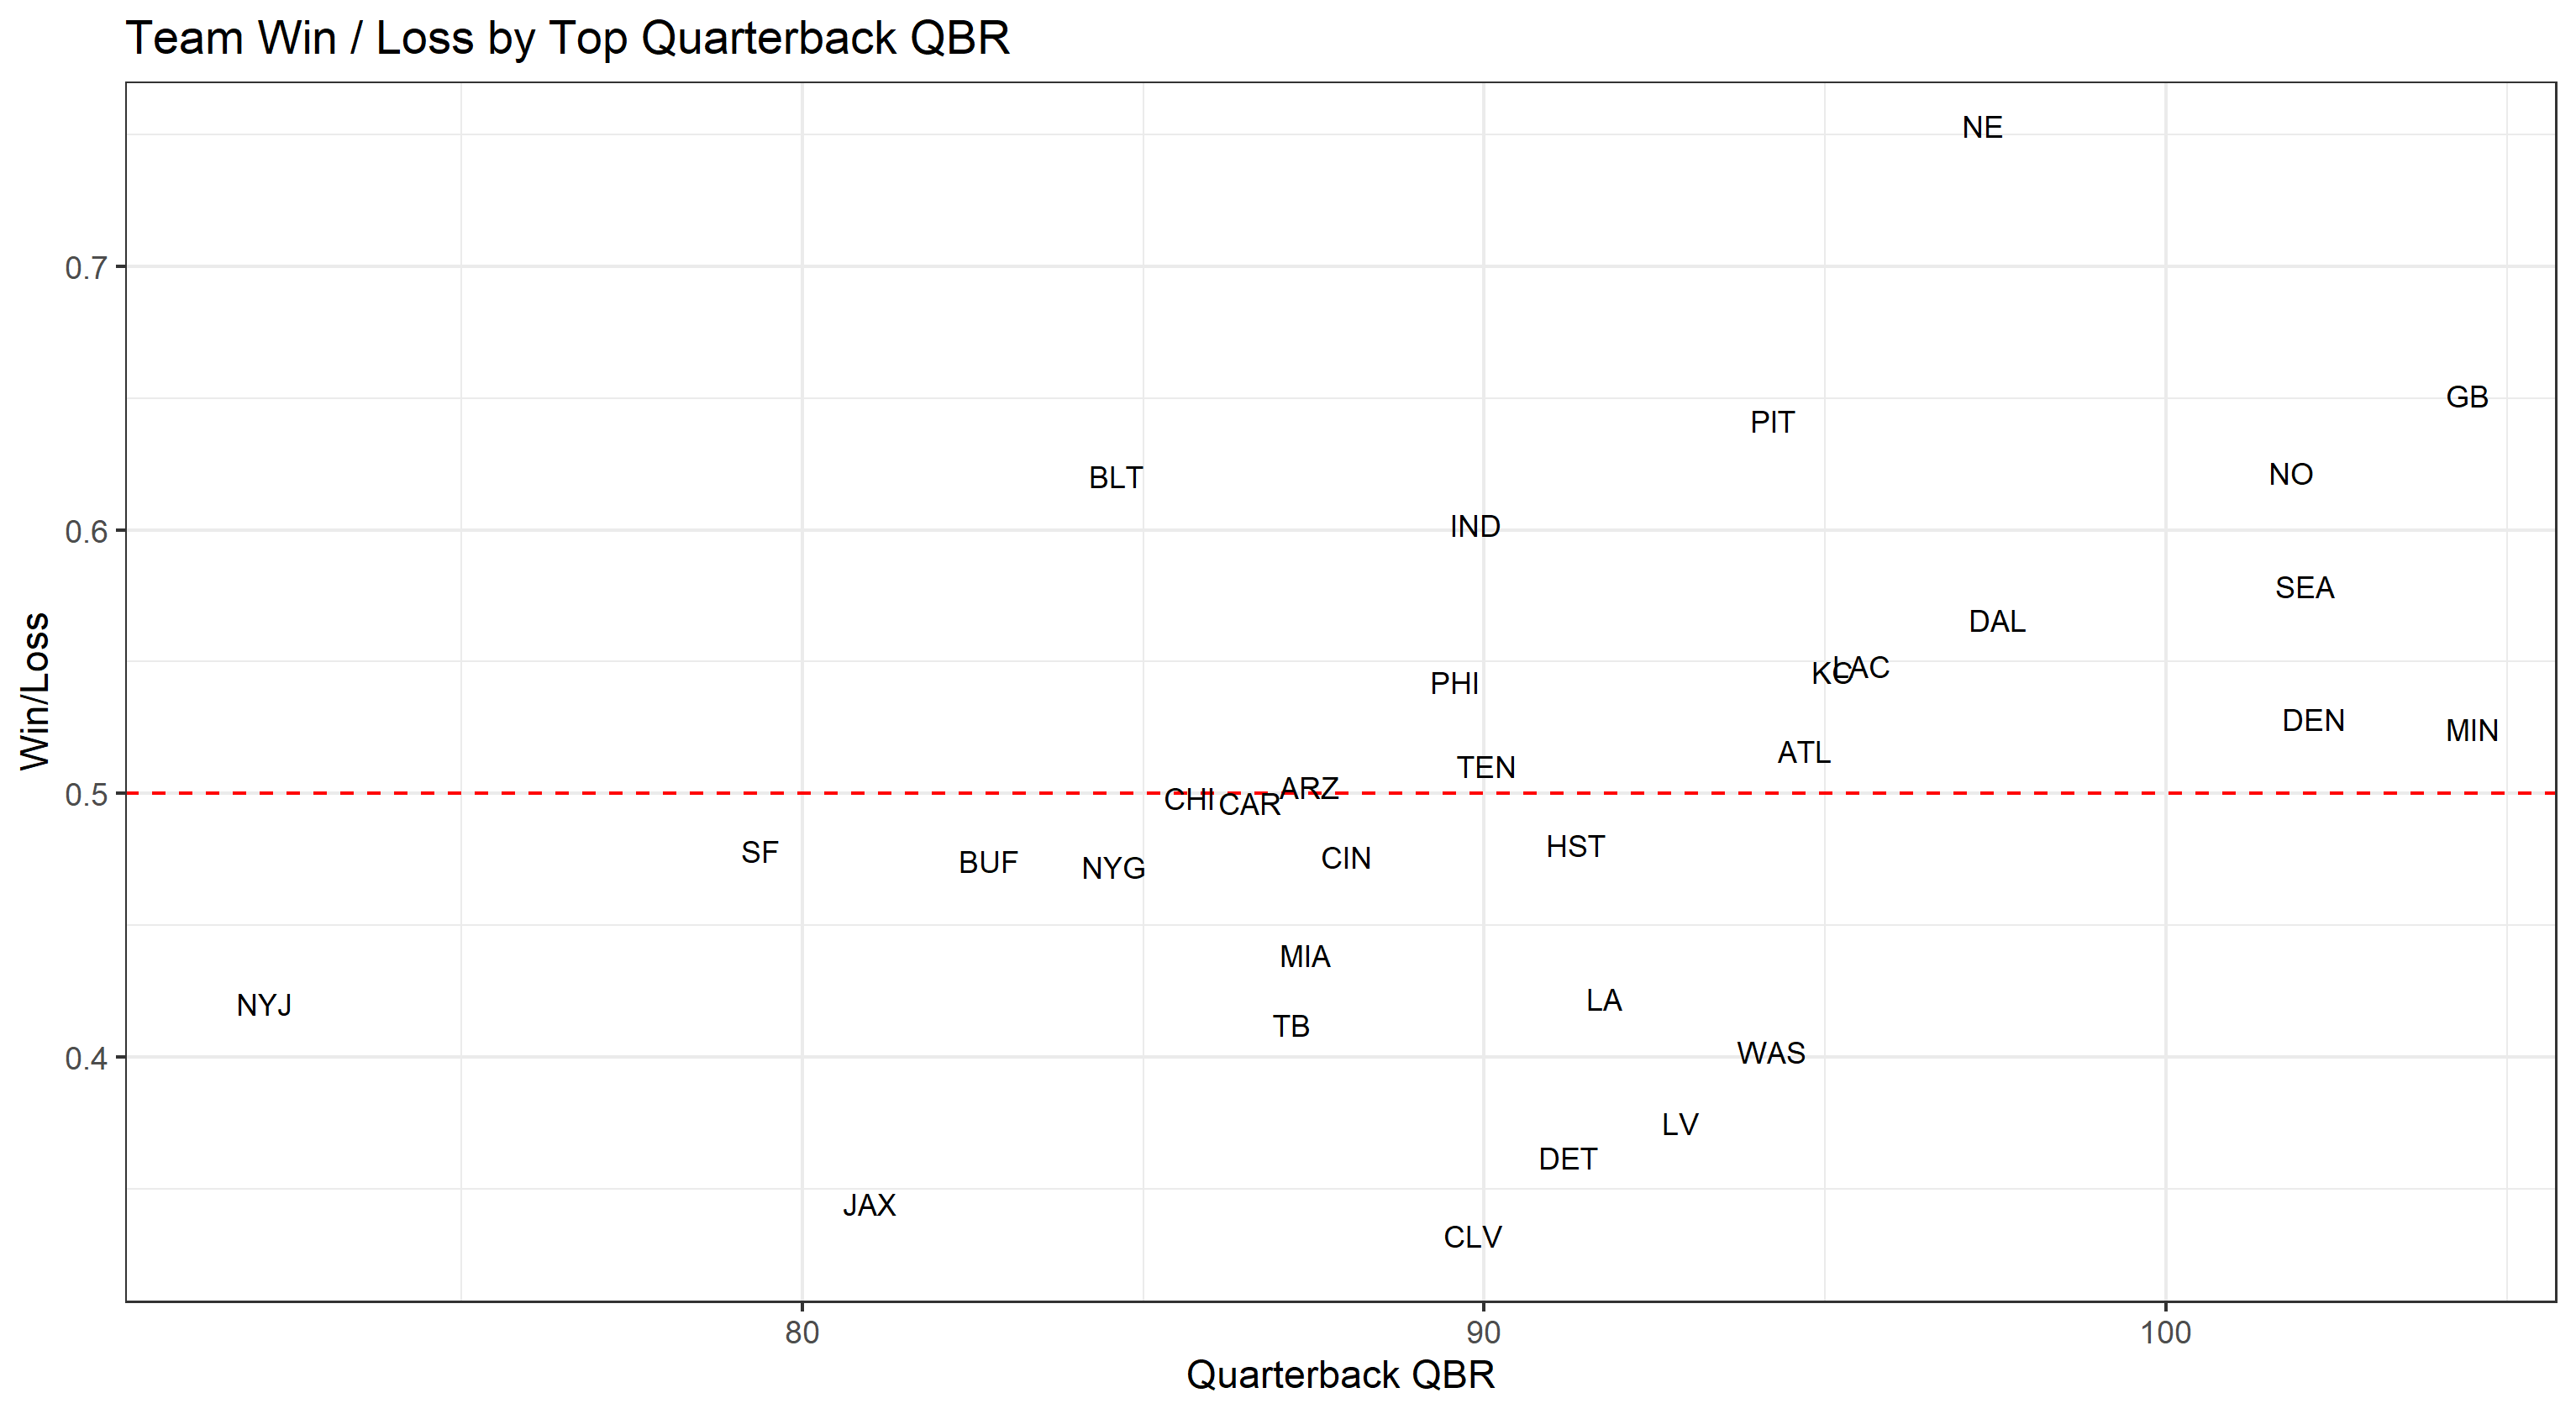 Team Win / Loss by Top Quarterback QBR
NE
0.7
GB
PIT
BLT
NO
0.6
IND
SEA
DAL
Win/Loss
KC
LAC
PHI
DEN
MIN
ATL
TEN
0.5
ARZ
CHI
CAR
HST
SF
CIN
BUF
NYG
MIA
LA
NYJ
TB
0.4
WAS
LV
DET
JAX
CLV
80
90
100
Quarterback QBR